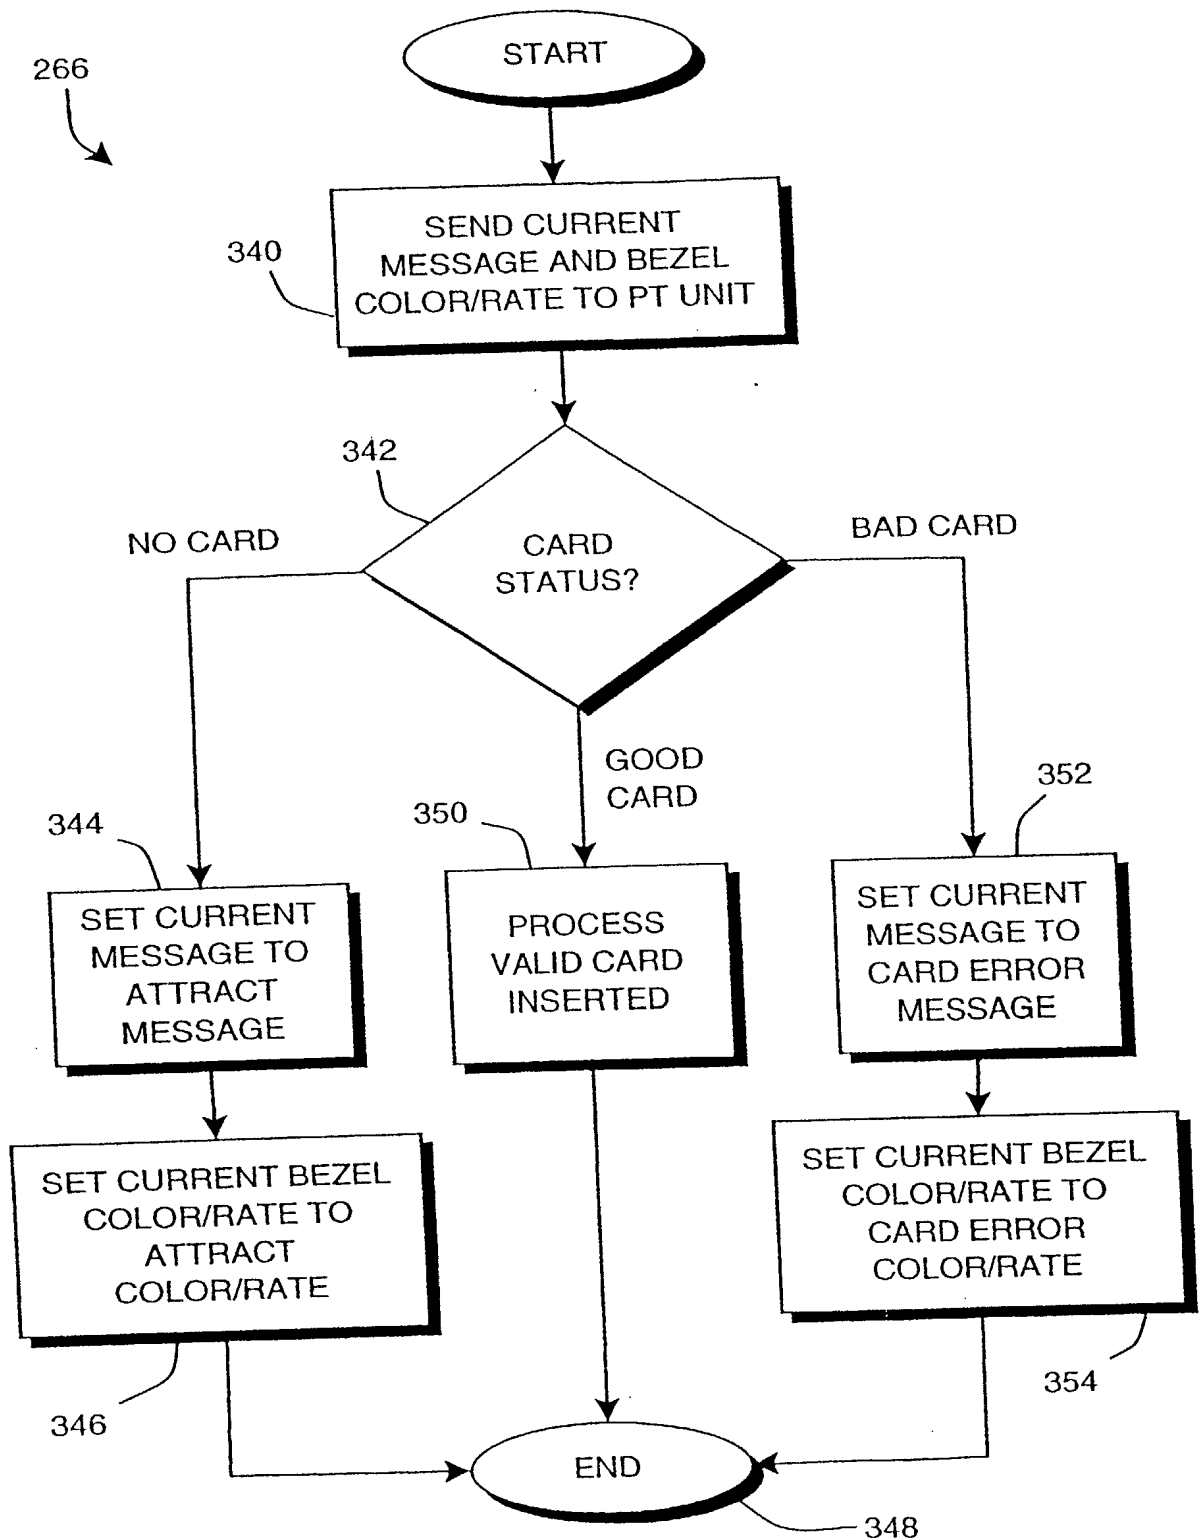 START
266
SEND CURRENT
MESSAGE AND BEZEL
COLOR/RATE TO PT UNIT
340
342
CARD
STATUS?
NO CARD
BAD CARD
GOOD
CARD
344
350
352
SET CURRENT
MESSAGE TO
ATTRACT
MESSAGE
PROCESS
VALID CARD
INSERTED
SET CURRENT
MESSAGE TO
CARD ERROR
MESSAGE
SET CURRENT BEZEL
COLOR/RATE TO
ATTRACT
COLOR/RATE
SET CURRENT BEZEL
COLOR/RATE TO
CARD ERROR
COLOR/RATE
346
354
END
348